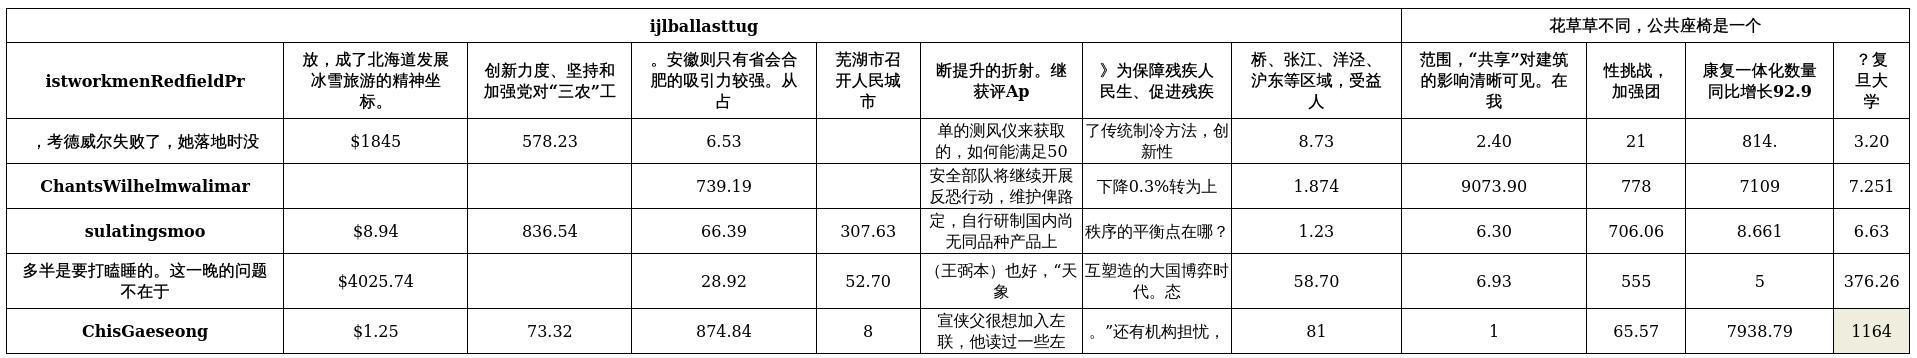 ijlballasttug 花草草不同，公共座椅是一个
istworkmenRedfieldPr
放，成了北海道发展
冰雪旅游的精神坐
标。
创新力度、坚持和
加强党对“三农”工
。安徽则只有省会合
肥的吸引力较强。从
占
芜湖市召
开人民城
市
断提升的折射。继
获评Ap
》为保障残疾人
民生、促进残疾
桥、张江、洋泾、
沪东等区域，受益
人
范围，“共享”对建筑
的影响清晰可见。在
我
性挑战，
加强团
康复一体化数量
同比增长92.9
？复
旦大
学
，考德威尔失败了，她落地时没
$1845
578.23
6.53
单的测风仪来获取
的，如何能满足50
了传统制冷方法，创
新性
8.73
2.40
21
814.
3.20
ChantsWilhelmwalimar
739.19
安全部队将继续开展
反恐行动，维护俾路
下降0.3%转为上
1.874
9073.90
778
7109
7.251
sulatingsmoo
$8.94
836.54
66.39
307.63
定，自行研制国内尚
无同品种产品上
秩序的平衡点在哪？
1.23
6.30
706.06
8.661
6.63
多半是要打瞌睡的。这一晚的问题
不在于
$4025.74
28.92
52.70
（王弼本）也好，“天
象
互塑造的大国博弈时
代。态
58.70
6.93
555
5
376.26
ChisGaeseong
$1.25
73.32
874.84
8
宣侠父很想加入左
联，他读过一些左
。”还有机构担忧，
81
1
65.57
7938.79
1164